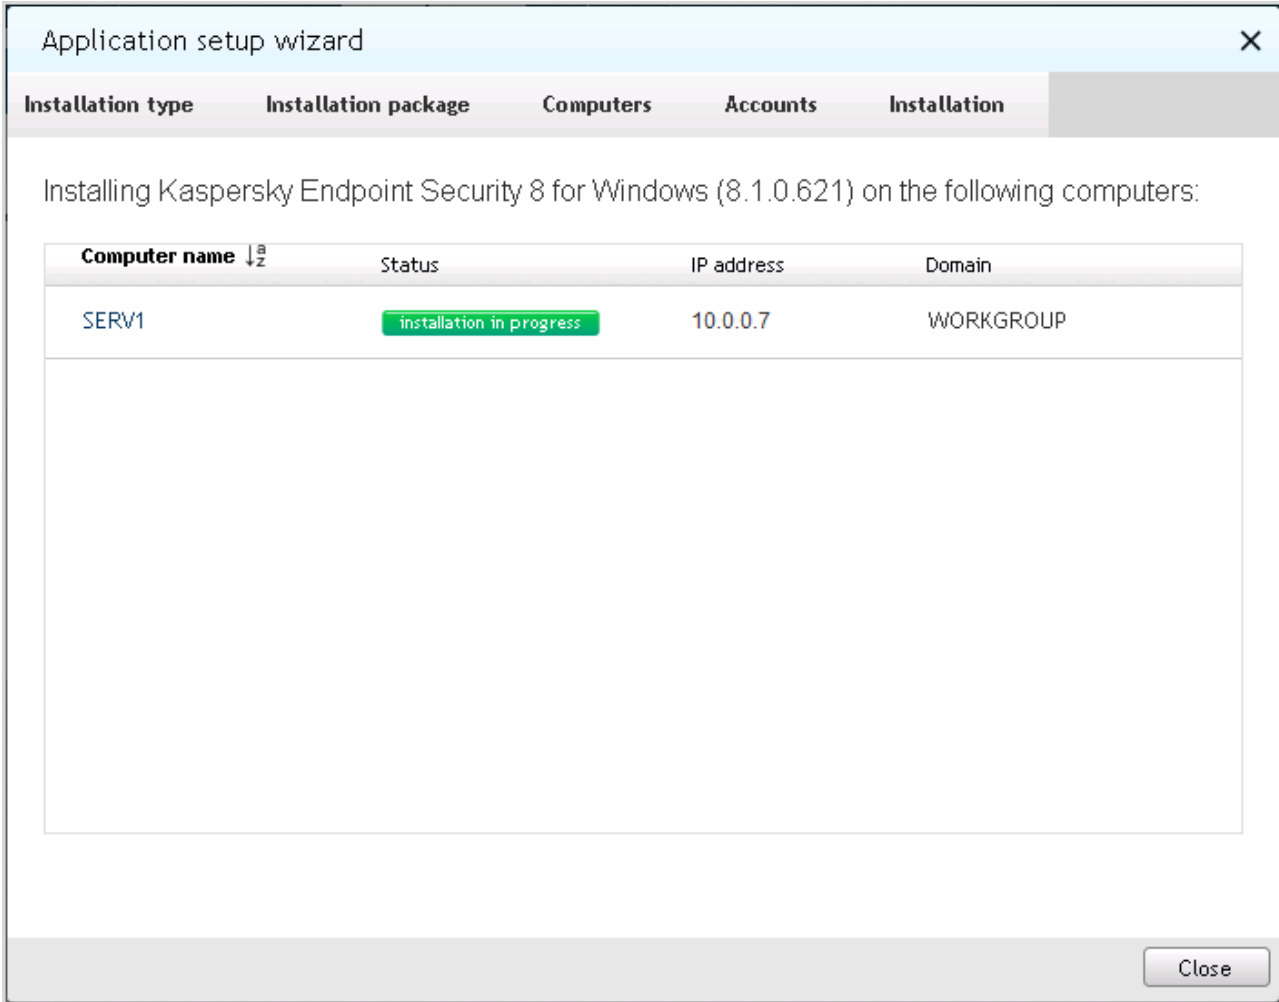 Application setup wizard
Installation type Installation package Computers Accounts Installation
Installing Kaspersky Endpoint Security 8 for Windows (8.1.0.621) on the following computers:
Computer name Status IP address Domain
SERV1 installation in progress 10.0.0.7 WORKGROUP
Close